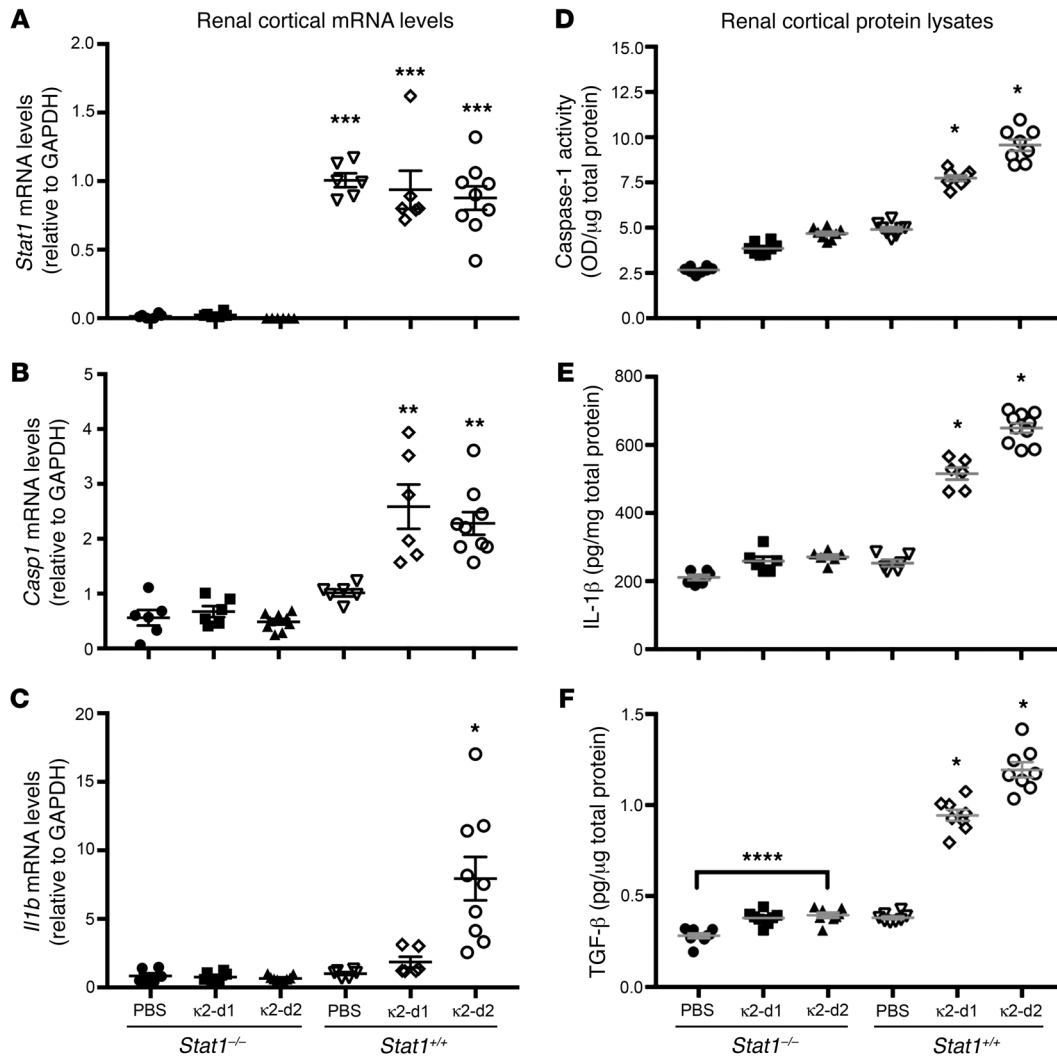 A
Renal cortical mRNA levels
Stat1 mRNA levels
(relative to GAPDH)
2.0
1.5
1.0
0.5
0.0
***
***
***
B
Casp1 mRNA levels
(relative to GAPDH)
5
4
3
2
1
0
**
**
C
Il1b mRNA levels
(relative to GAPDH)
20
15
10
5
0
*
PBS κ2-d1 κ2-d2 PBS κ2-d1 κ2-d2
Stat1–/– Stat1+/+
D
Renal cortical protein lysates
Caspase-1 activity
(OD/μg total protein)
15.0
12.5
10.0
7.5
5.0
2.5
0.0
*
*
E
IL-1β (pg/mg total protein)
800
600
400
200
0
*
*
F
TGF-β (pg/μg total protein)
1.5
1.0
0.5
0
****
*
*
PBS κ2-d1 κ2-d2 PBS κ2-d1 κ2-d2
Stat1–/– Stat1+/+